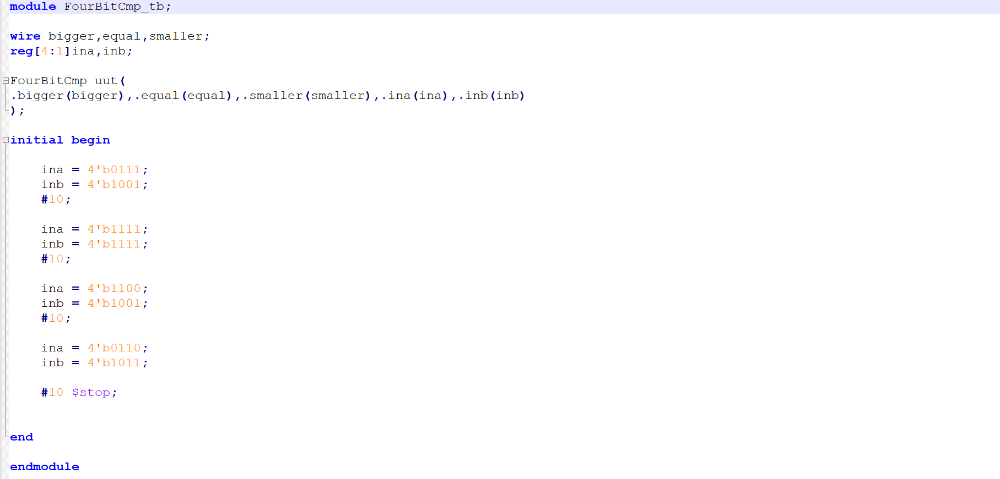 module FourBitCmp_tb;
wire bigger,equal,smaller;
reg[4:1]ina,inb;
FourBitCmp uut(
.bigger(bigger),.equal(equal),.smaller(smaller),.ina(ina),.inb(inb)
);
initial begin
ina = 4'b0111;
inb = 4'b1001;
#10;
ina = 4'b1111;
inb = 4'b1111;
#10;
ina = 4'b1100;
inb = 4'b1001;
#10;
ina = 4'b0110;
inb = 4'b1011;
#10 $stop;
end
endmodule